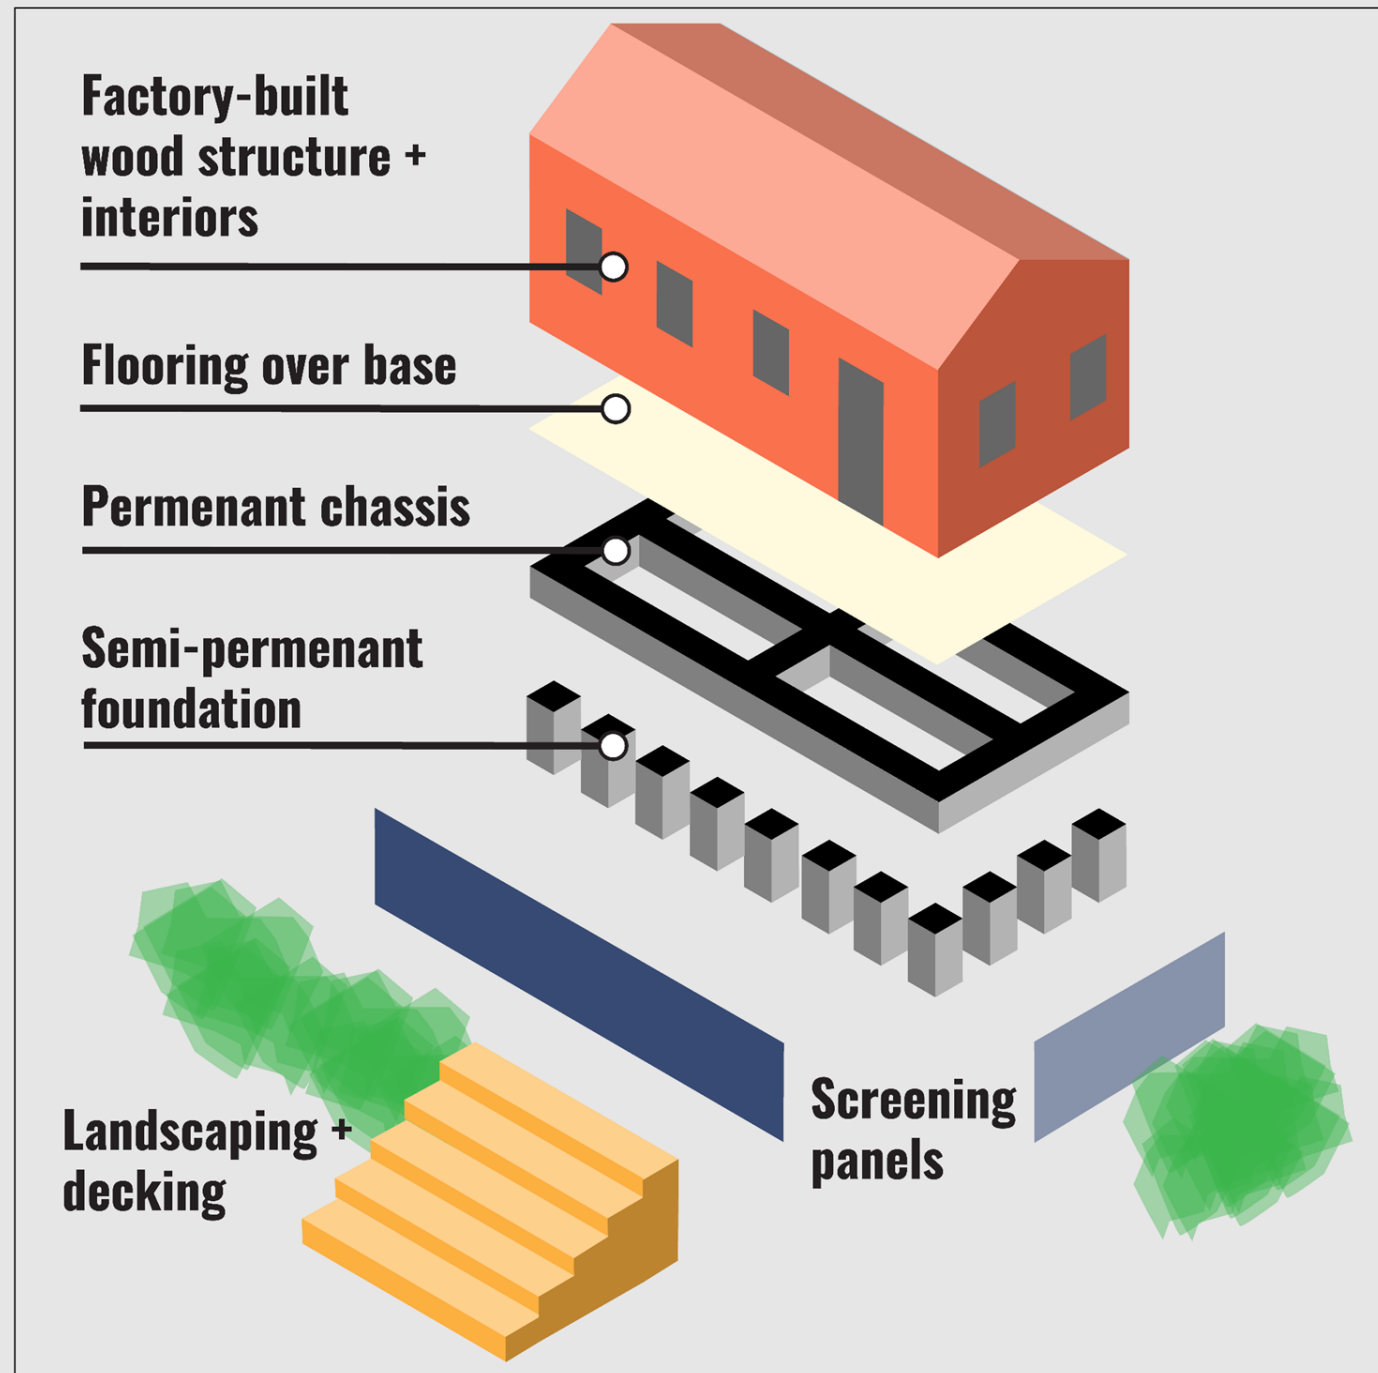 Factory-built
wood structure +
interiors
Flooring over base
Permenant chassis
Semi-permenant
foundation
Screening
panels
Landscaping +
decking